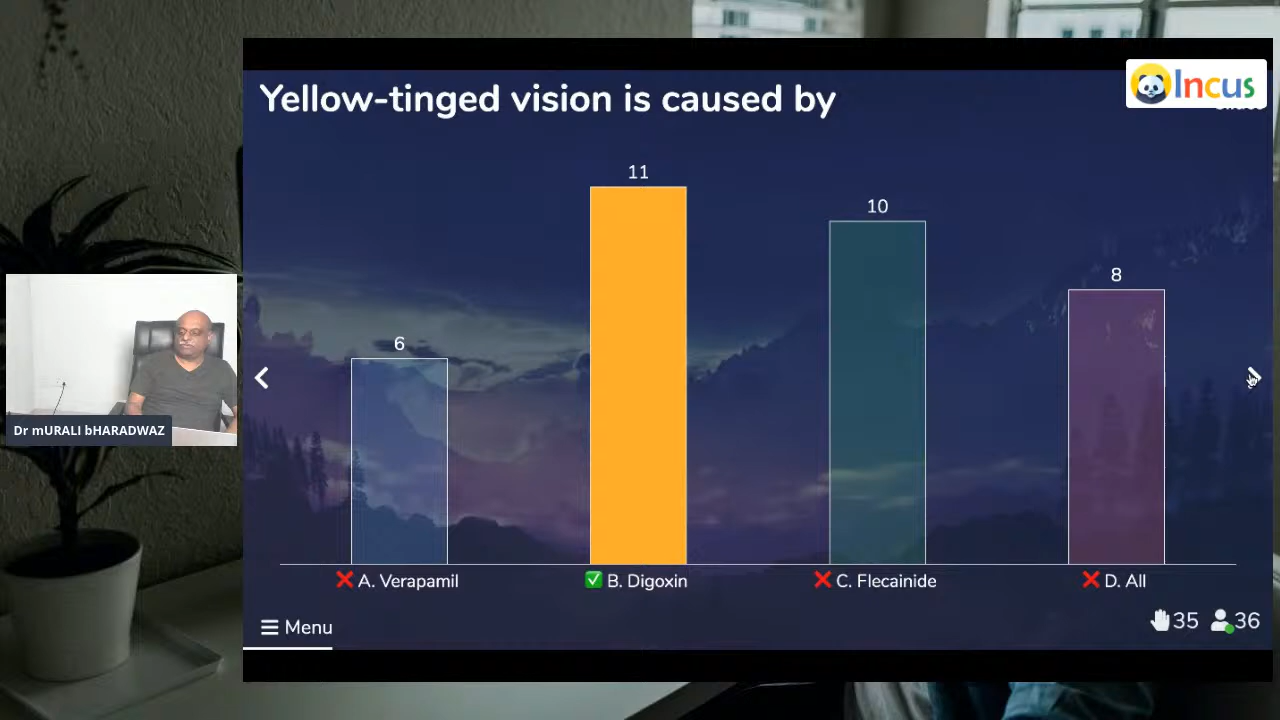 Yellow-tinged vision is caused by
Incus
6
11
10
8
A. Verapamil
B. Digoxin
C. Flecainide
D. All
Menu
35
36
Dr mURALI bHARADWAZ